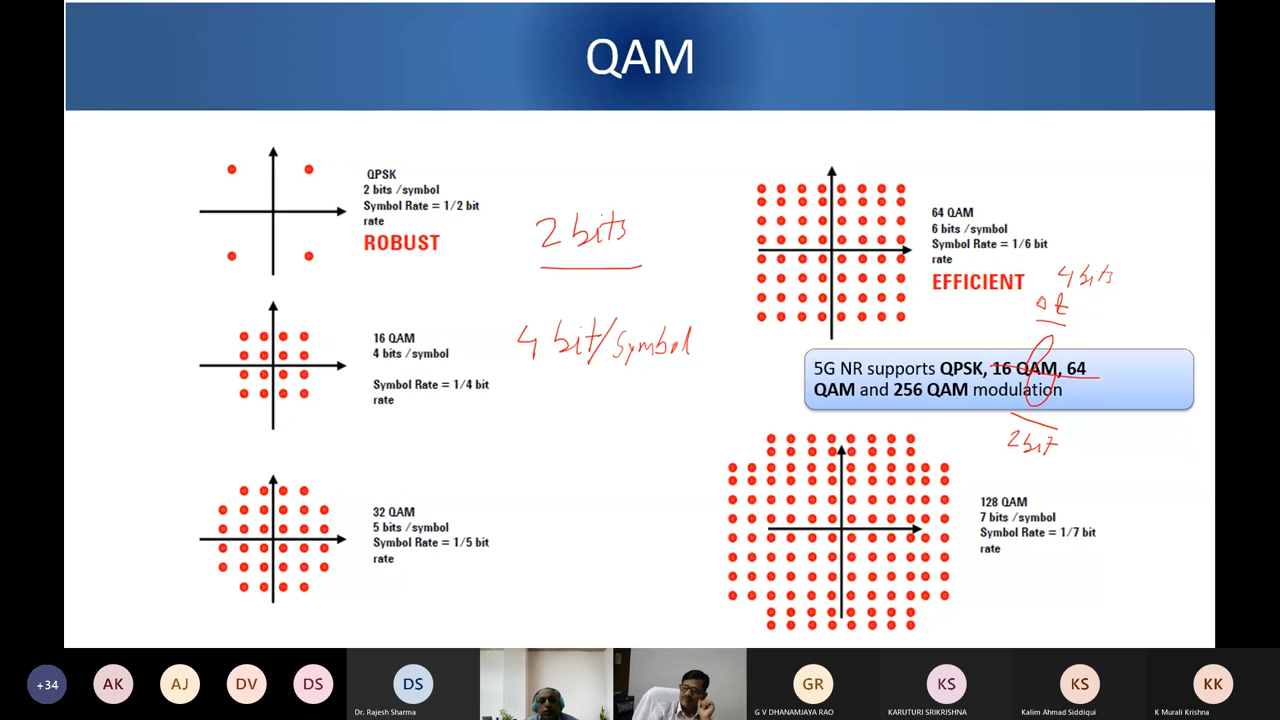 QAM
QPSK
2 bits /symbol
Symbol Rate = 1/2 bit
rate
ROBUST
2 bits
16 QAM
4 bits /symbol
Symbol Rate = 1/4 bit
rate
4 bit/symbol
32 QAM
5 bits /symbol
Symbol Rate = 1/5 bit
rate
64 QAM
6 bits /symbol
Symbol Rate = 1/6 bit
rate
EFFICIENT
4 bits
Δt
5G NR supports QPSK, 16 QAM, 64
QAM and 256 QAM modulation
2 bit
128 QAM
7 bits /symbol
Symbol Rate = 1/7 bit
rate
+34
AK
AJ
DV
DS
DS
Dr. Rajesh Sharma
GR
G V DHANAMJAYA RAO
KS
KARUTURI SRIKRISHNA
KS
Kalim Ahmad Siddiqui
KK
K Murali Krishna